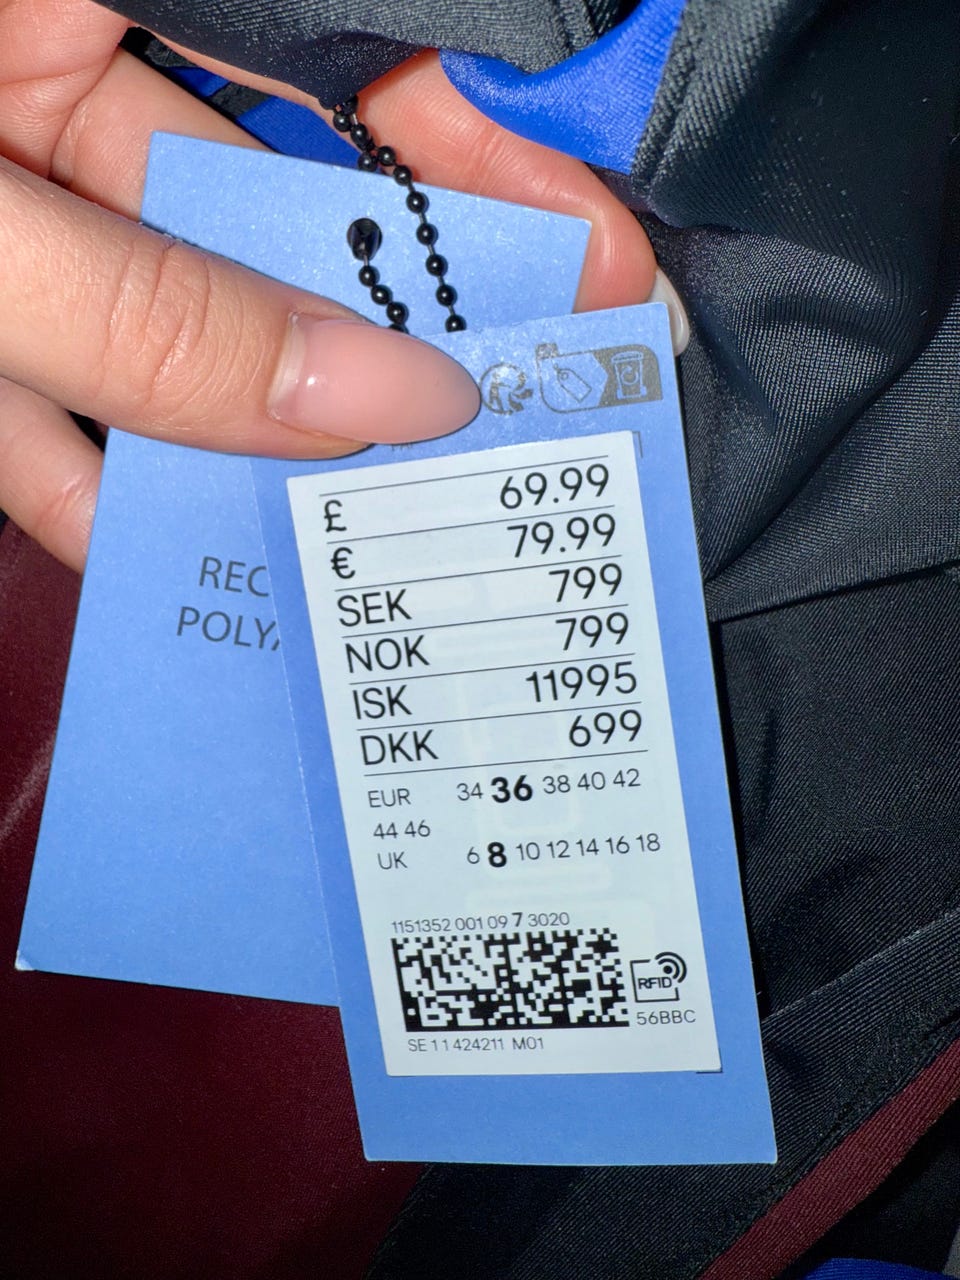 REC
POLY
£ 69.99
€ 79.99
SEK 799
NOK 799
ISK 11995
DKK 699
EUR 34 36 38 40 42
44 46
UK 6 8 10 12 14 16 18
1151352 001 09 7 3020
RFID
56BBC
SE 1 1 424211 M01